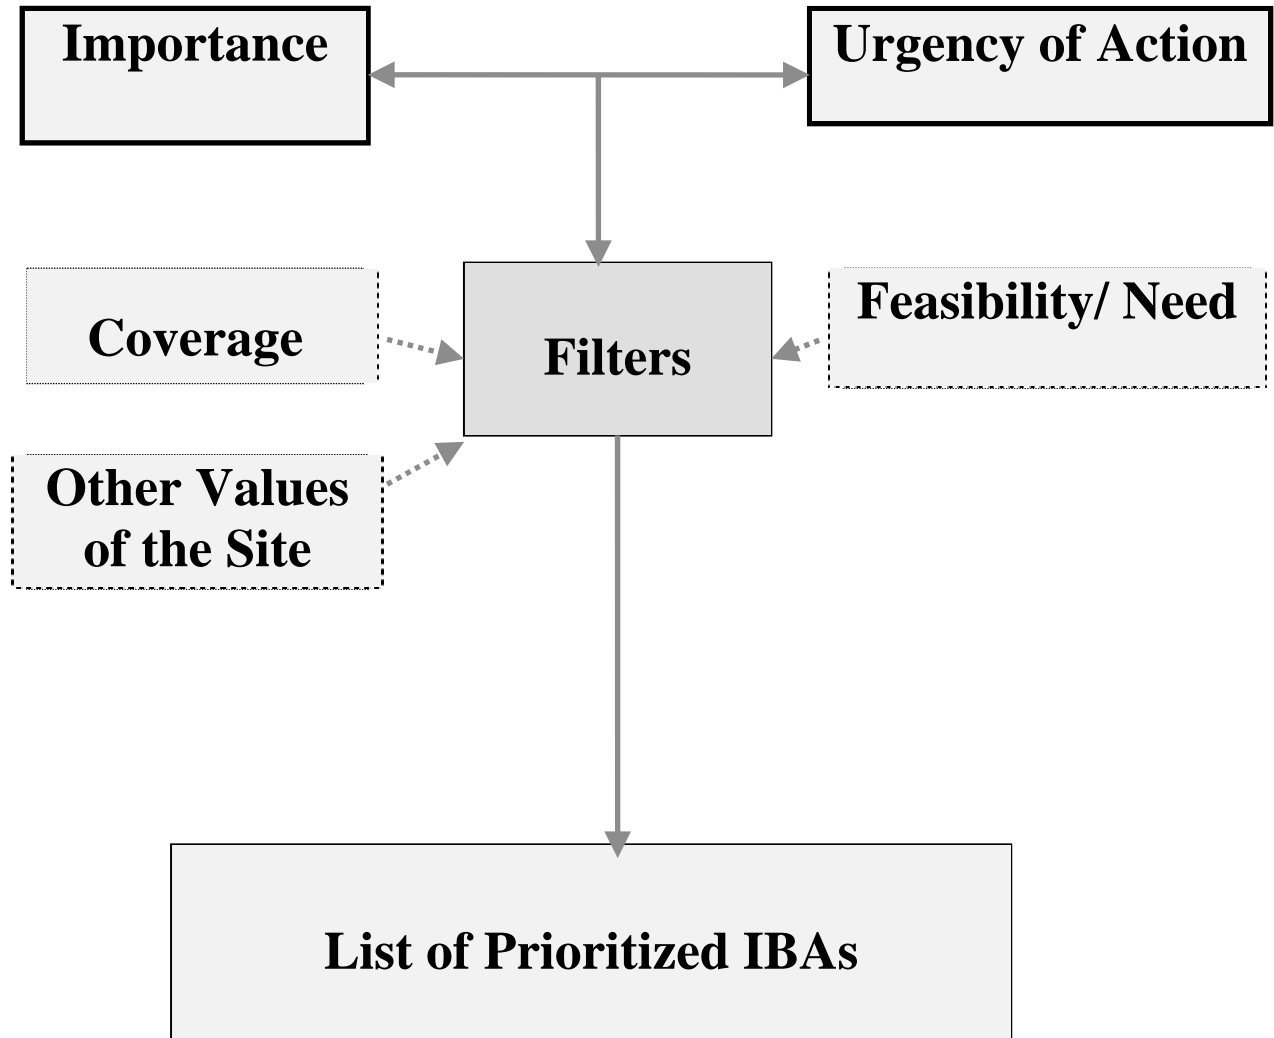 Importance
Urgency of Action
Coverage
Filters
Feasibility/ Need
Other Values
of the Site
List of Prioritized IBAs